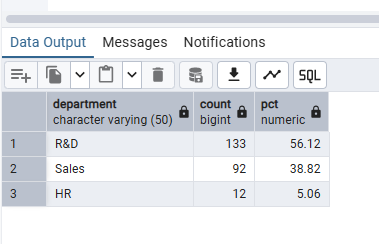 Data Output Messages Notifications
SQL
department count pct
character varying (50) bigint numeric
1 R&D 133 56.12
2 Sales 92 38.82
3 HR 12 5.06